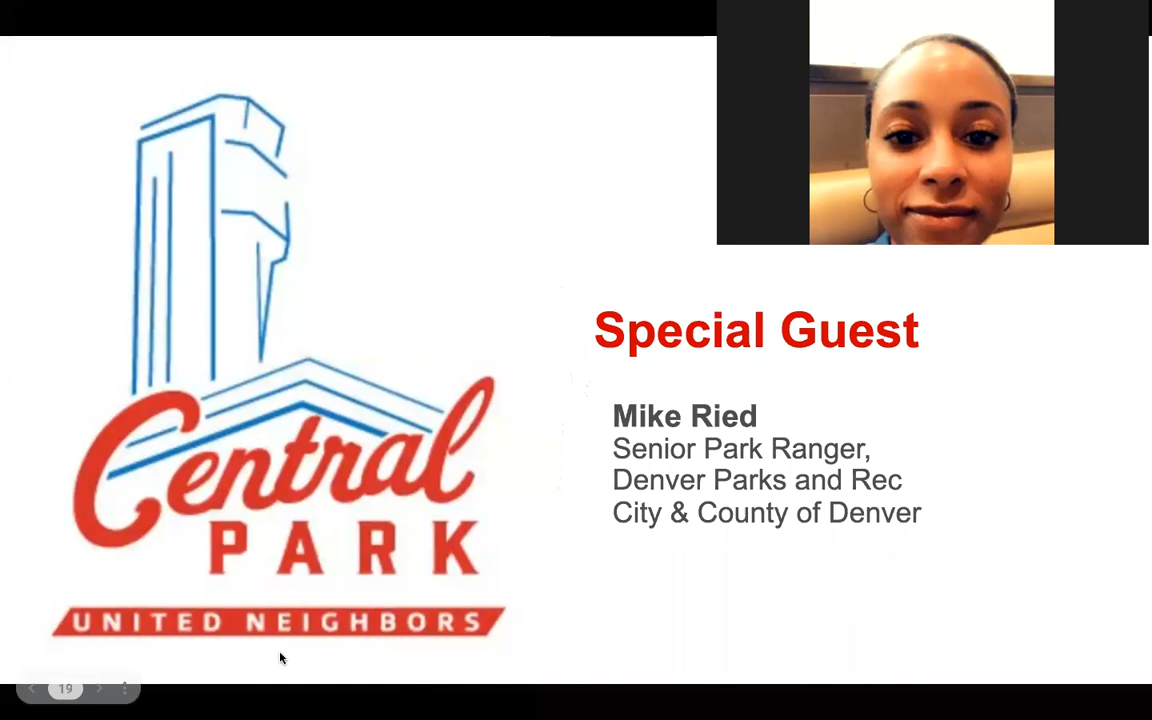 Central
PARK
UNITED NEIGHBORS
Special Guest
Mike Ried
Senior Park Ranger,
Denver Parks and Rec
City & County of Denver
19